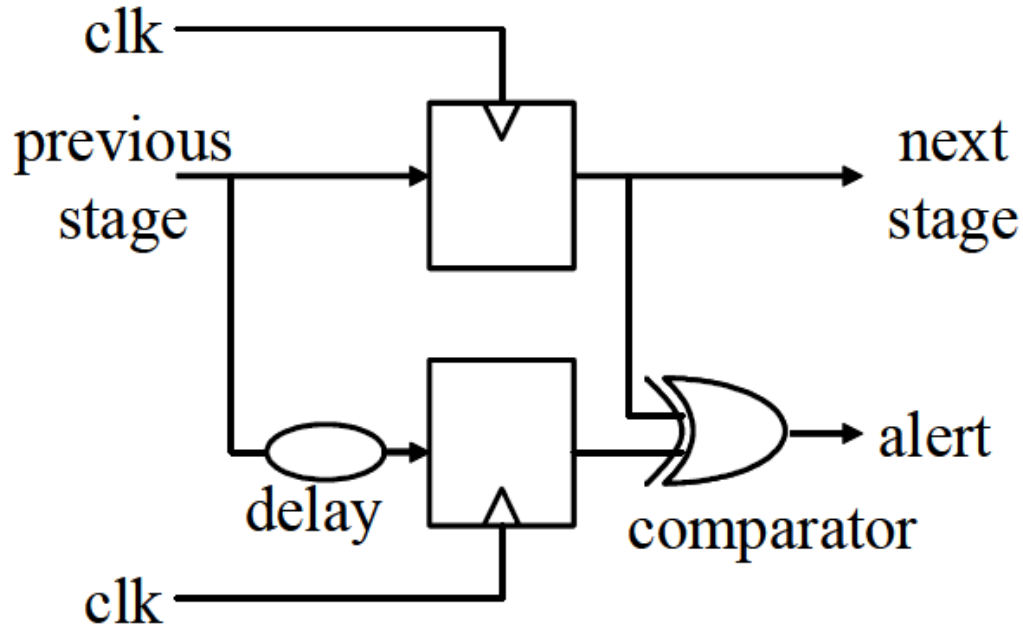 clk
previous
stage
next
stage
delay
alert
comparator
clk